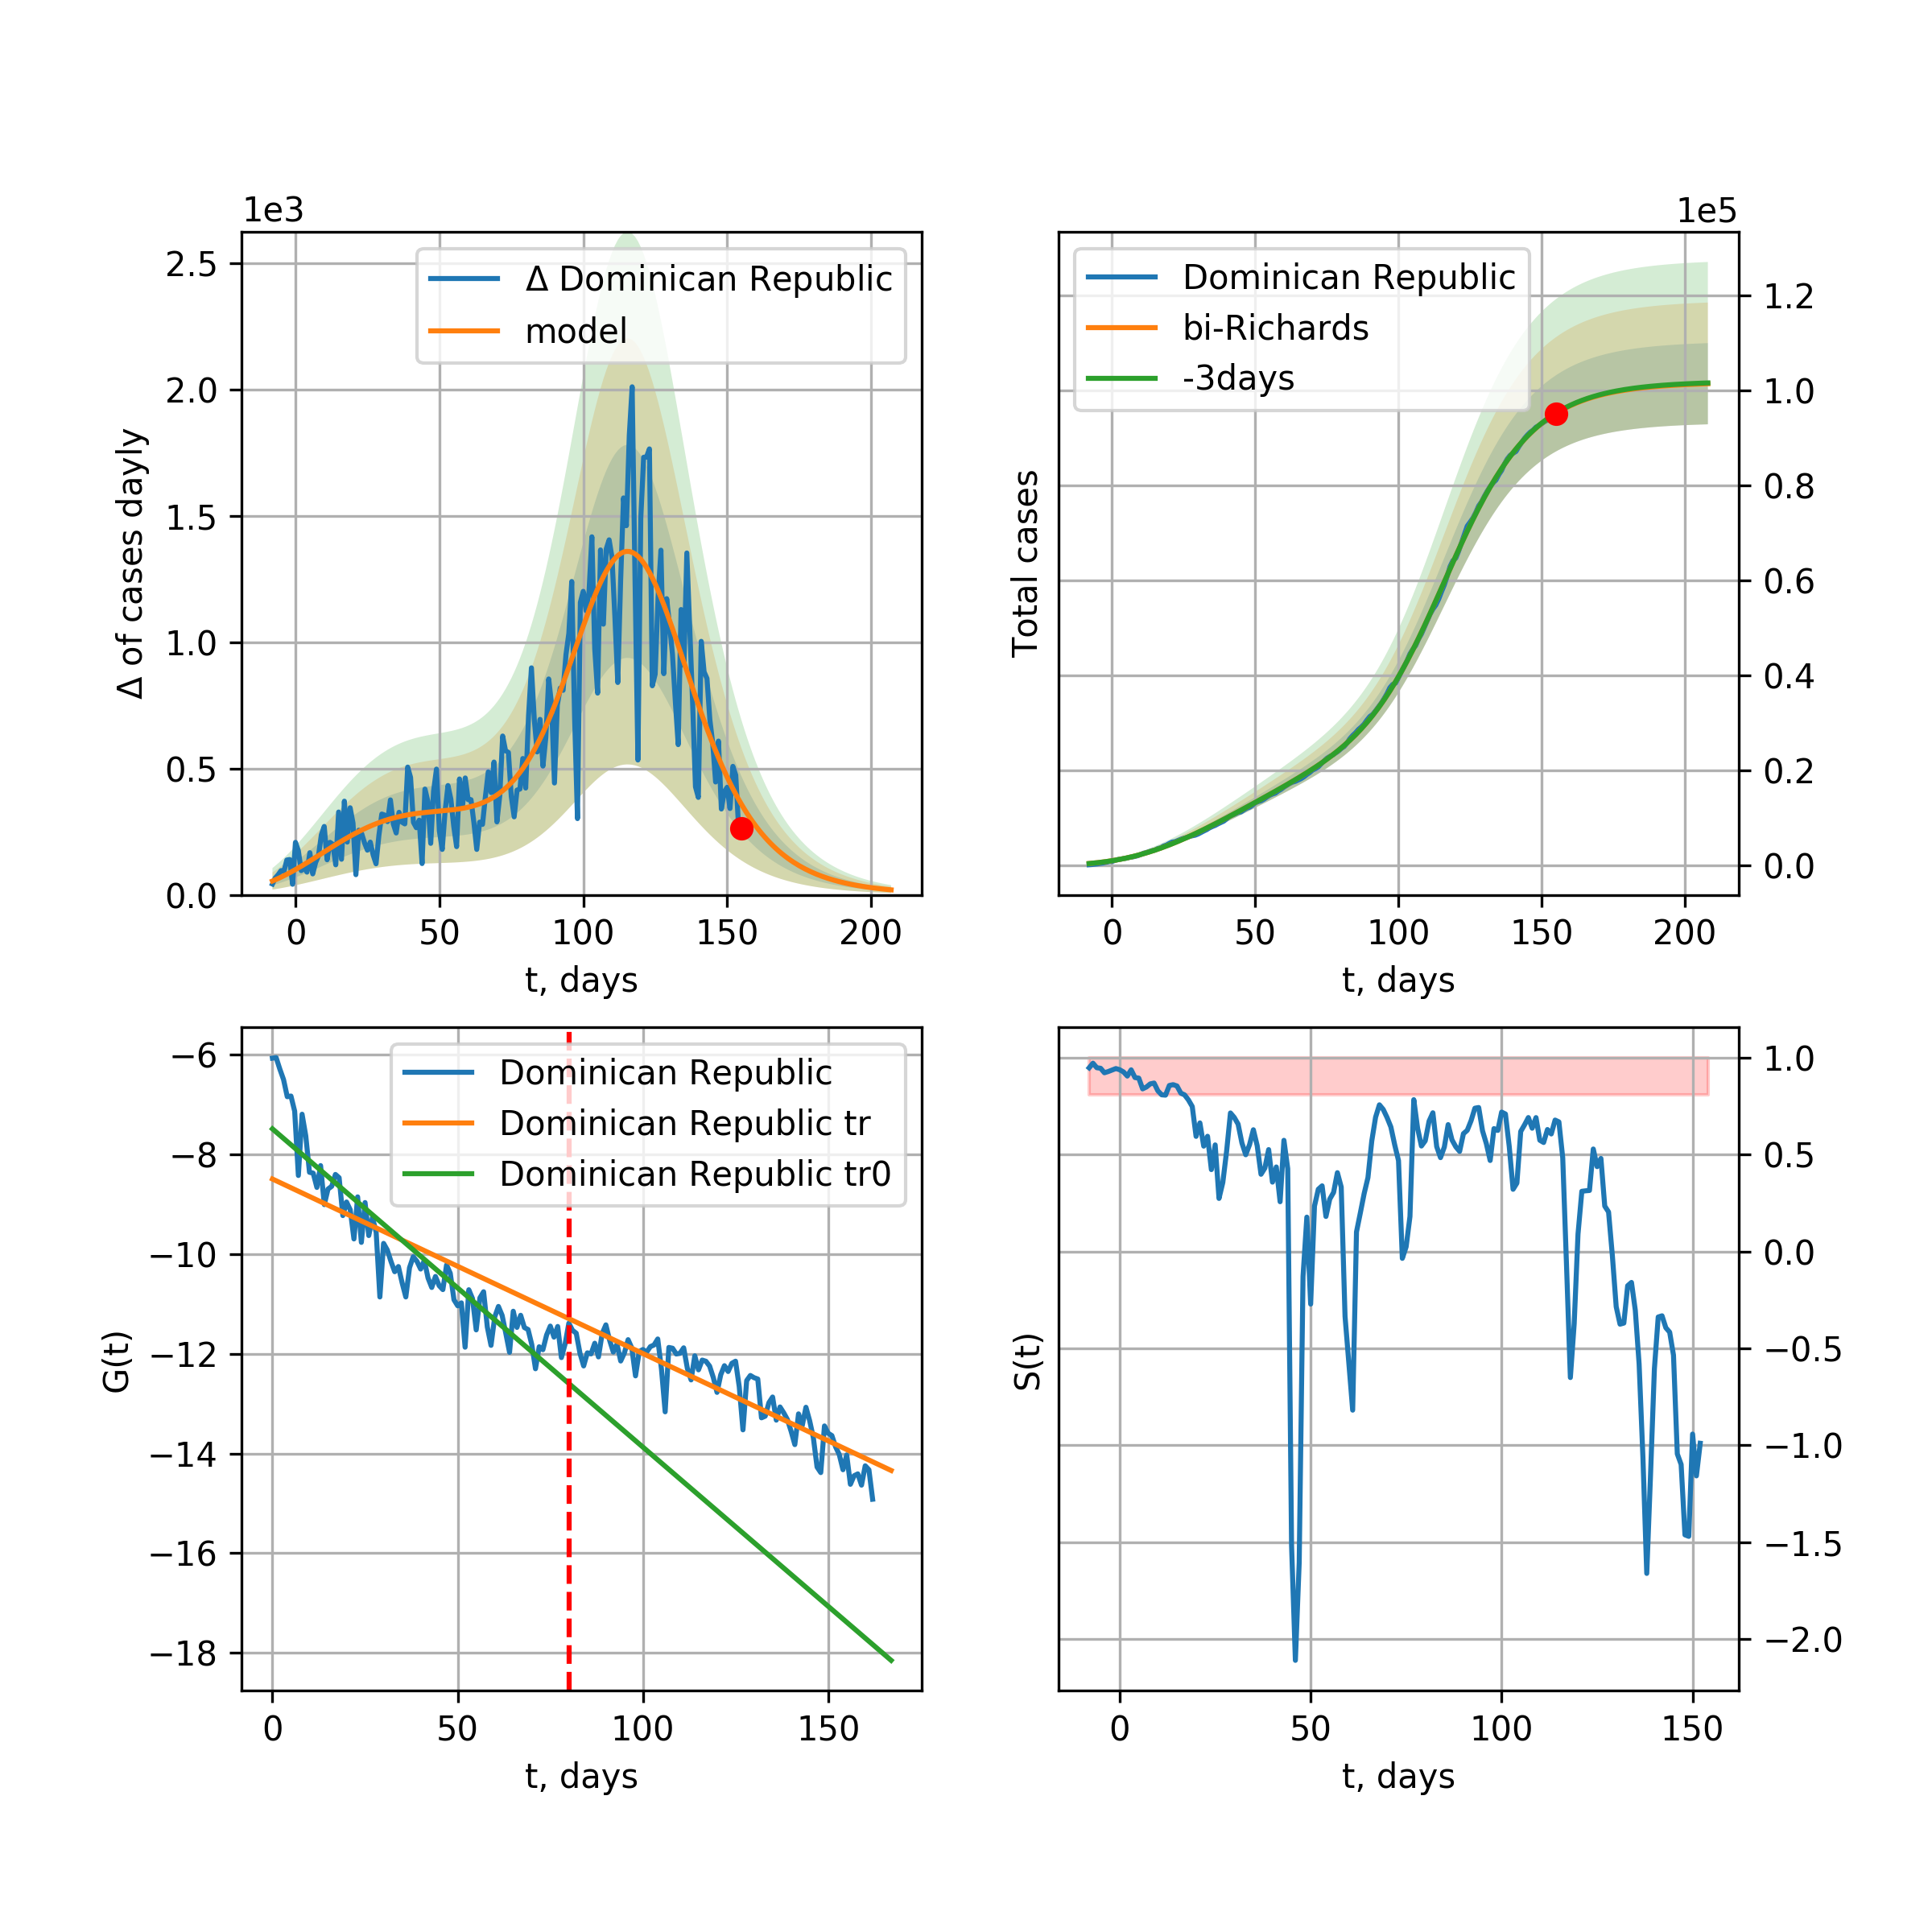 1e3
Δ of cases dayly
2.5
2.0
1.5
1.0
0.5
0.0
Δ Dominican Republic
model
0 50 100 150 200
t, days
1e5
Total cases
Dominican Republic
bi-Richards
-3days
1.2
1.0
0.8
0.6
0.4
0.2
0.0
0 50 100 150 200
t, days
G(t)
−6
−8
−10
−12
−14
−16
−18
Dominican Republic
Dominican Republic tr
Dominican Republic tr0
0 50 100 150
t, days
S(t)
1.0
0.5
0.0
−0.5
−1.0
−1.5
−2.0
0 50 100 150
t, days